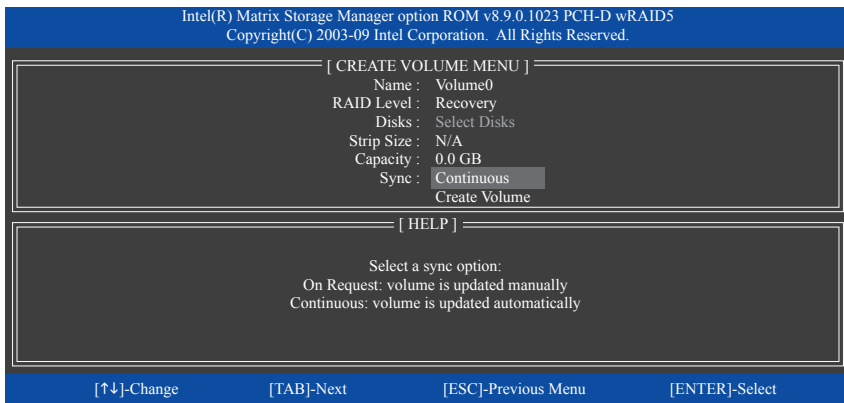 Intel(R) Matrix Storage Manager option ROM v8.9.0.1023 PCH-D wRAID5
Copyright(C) 2003-09 Intel Corporation. All Rights Reserved.
[ CREATE VOLUME MENU ]
Name : Volume0
RAID Level : Recovery
Disks : Select Disks
Strip Size : N/A
Capacity : 0.0 GB
Sync : Continuous
Create Volume
[ HELP ]
Select a sync option:
On Request: volume is updated manually
Continuous: volume is updated automatically
[↑↓]-Change [TAB]-Next [ESC]-Previous Menu [ENTER]-Select